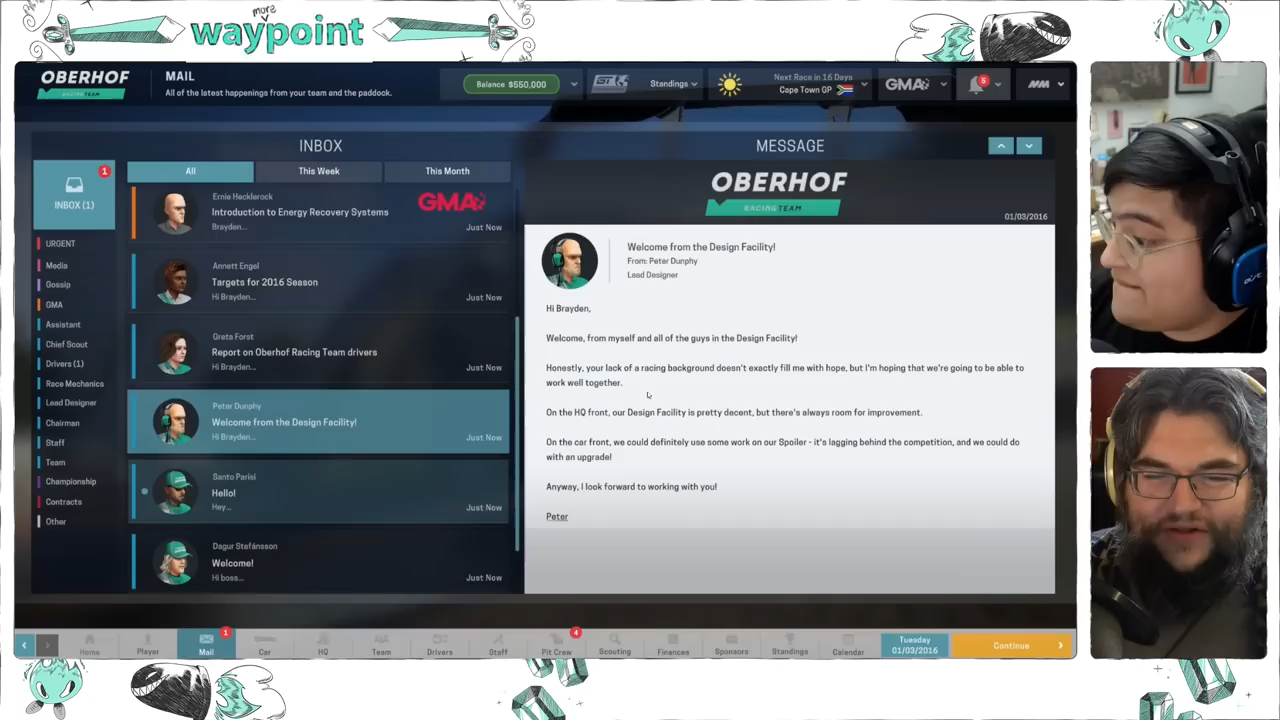 more
waypoint
OBERHOF
RACING TEAM
MAIL
All of the latest happenings from your team and the paddock.
Balance $550,000
Standings
Next Race in 16 Days
Cape Town GP
GMA
6
INBOX
MESSAGE
1
INBOX (1)
URGENT
Media
Gossip
GMA
Assistant
Chief Scout
Drivers (1)
Race Mechanics
Lead Designer
Chairman
Staff
Team
Championship
Contracts
Other
All
This Week
This Month
Ernie Hecklerock
Introduction to Energy Recovery Systems
Brayden...
GMA
Just Now
Annett Engel
Targets for 2016 Season
Hi Brayden...
Just Now
Greta Forst
Report on Oberhof Racing Team drivers
Hi Brayden...
Just Now
Peter Dunphy
Welcome from the Design Facility!
Hi Brayden...
Just Now
Santo Parisi
Hello!
Hey...
Just Now
Dagur Stefánsson
Welcome!
Hi boss...
Just Now
OBERHOF
RACING TEAM
01/03/2016
Welcome from the Design Facility!
From: Peter Dunphy
Lead Designer
Hi Brayden,
Welcome, from myself and all of the guys in the Design Facility!
Honestly, your lack of a racing background doesn't exactly fill me with hope, but I'm hoping that we're going to be able to
work well together.
On the HQ front, our Design Facility is pretty decent, but there's always room for improvement.
On the car front, we could definitely use some work on our Spoiler - it's lagging behind the competition, and we could do
with an upgrade!
Anyway, I look forward to working with you!
Peter
Home
Player
Mail
1
Car
HQ
Team
Drivers
Staff
Pit Crew
4
Scouting
Finances
Sponsors
Standings
Calendar
Tuesday
01/03/2016
Continue